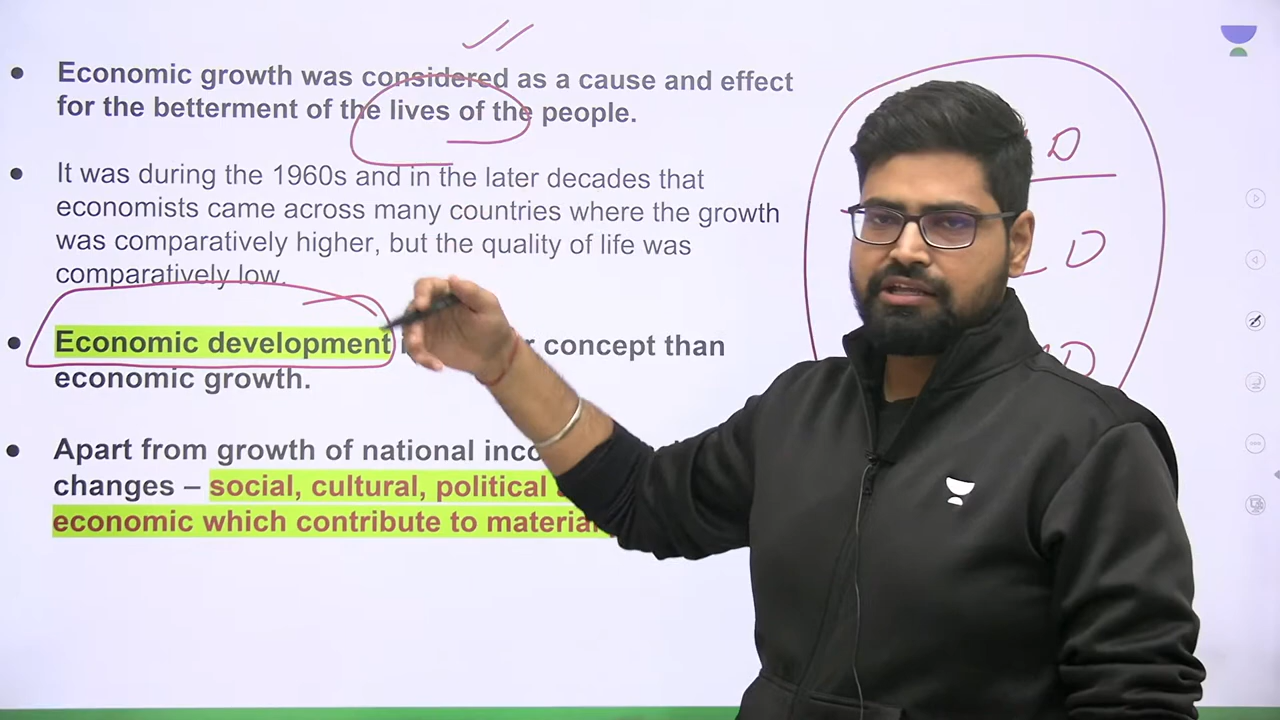 Economic growth was considered as a cause and effect
for the betterment of the lives of the people.
It was during the 1960s and in the later decades that
economists came across many countries where the growth
was comparatively higher, but the quality of life was
comparatively low.
Economic development concept than
economic growth.
Apart from growth of national
changes – social, cultural, political
economic which contribute to
D
D
D